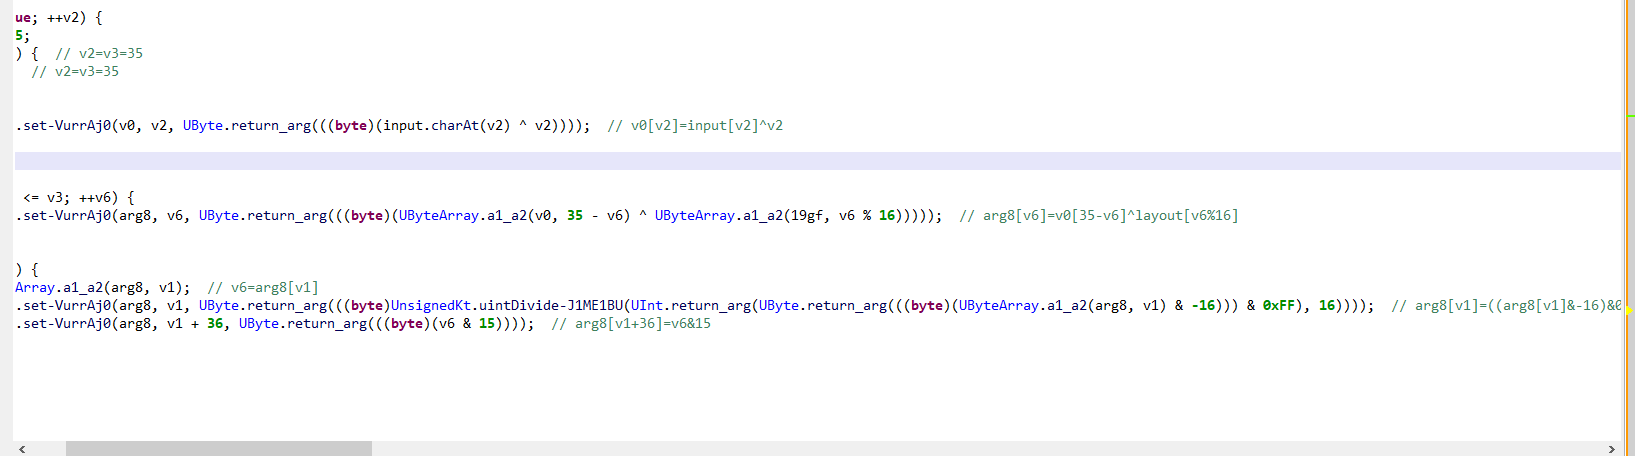 ue; ++v2) {
5;
) {  // v2=v3=35
// v2=v3=35
.set-VurrAj0(v0, v2, UByte.return_arg(((byte)(input.charAt(v2) ^ v2))));  // v0[v2]=input[v2]^v2
<= v3; ++v6) {
.set-VurrAj0(arg8, v6, UByte.return_arg(((byte)(UByteArray.a1_a2(v0, 35 - v6) ^ UByteArray.a1_a2(19gf, v6 % 16)))));  // arg8[v6]=v0[35-v6]^layout[v6%16]
) {
Array.a1_a2(arg8, v1);  // v6=arg8[v1]
.set-VurrAj0(arg8, v1, UByte.return_arg(((byte)UnsignedKt.uintDivide-J1ME1BU(UInt.return_arg(UByte.return_arg(((byte)(UByteArray.a1_a2(arg8, v1) & -16))) & 0xFF), 16))));  // arg8[v1]=((arg8[v1]&-16)&0
.set-VurrAj0(arg8, v1 + 36, UByte.return_arg(((byte)(v6 & 15))));  // arg8[v1+36]=v6&15